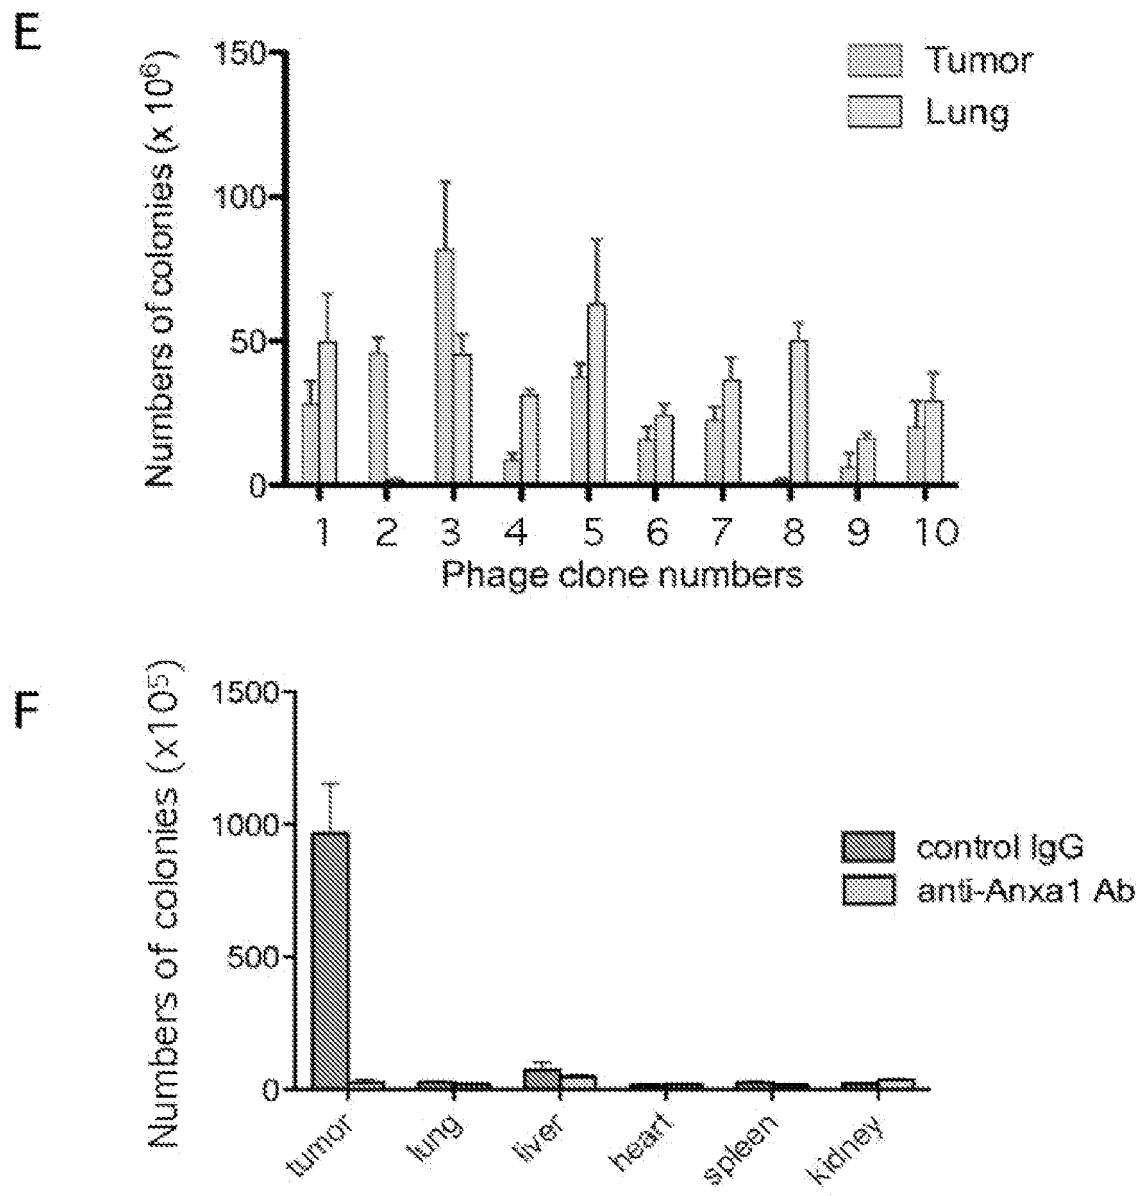 E
Numbers of colonies (x 10⁶)
150
100
50
0
Tumor
Lung
1 2 3 4 5 6 7 8 9 10
Phage clone numbers
F
Numbers of colonies (x10⁵)
1500
1000
500
0
control IgG
anti-Anxa1 Ab
tumor
lung
liver
heart
spleen
kidney